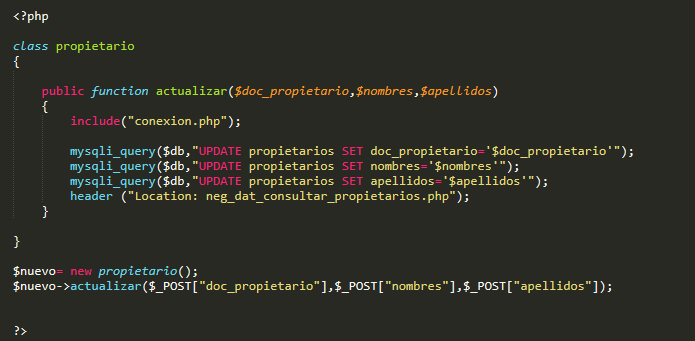 <?php
class propietario
{
public function actualizar($doc_propietario,$nombres,$apellidos)
{
include("conexion.php");
mysqli_query($db,"UPDATE propietarios SET doc_propietario='$doc_propietario'");
mysqli_query($db,"UPDATE propietarios SET nombres='$nombres'");
mysqli_query($db,"UPDATE propietarios SET apellidos='$apellidos'");
header ("Location: neg_dat_consultar_propietarios.php");
}
}
$nuevo= new propietario();
$nuevo->actualizar($_POST["doc_propietario"],$_POST["nombres"],$_POST["apellidos"]);
?>